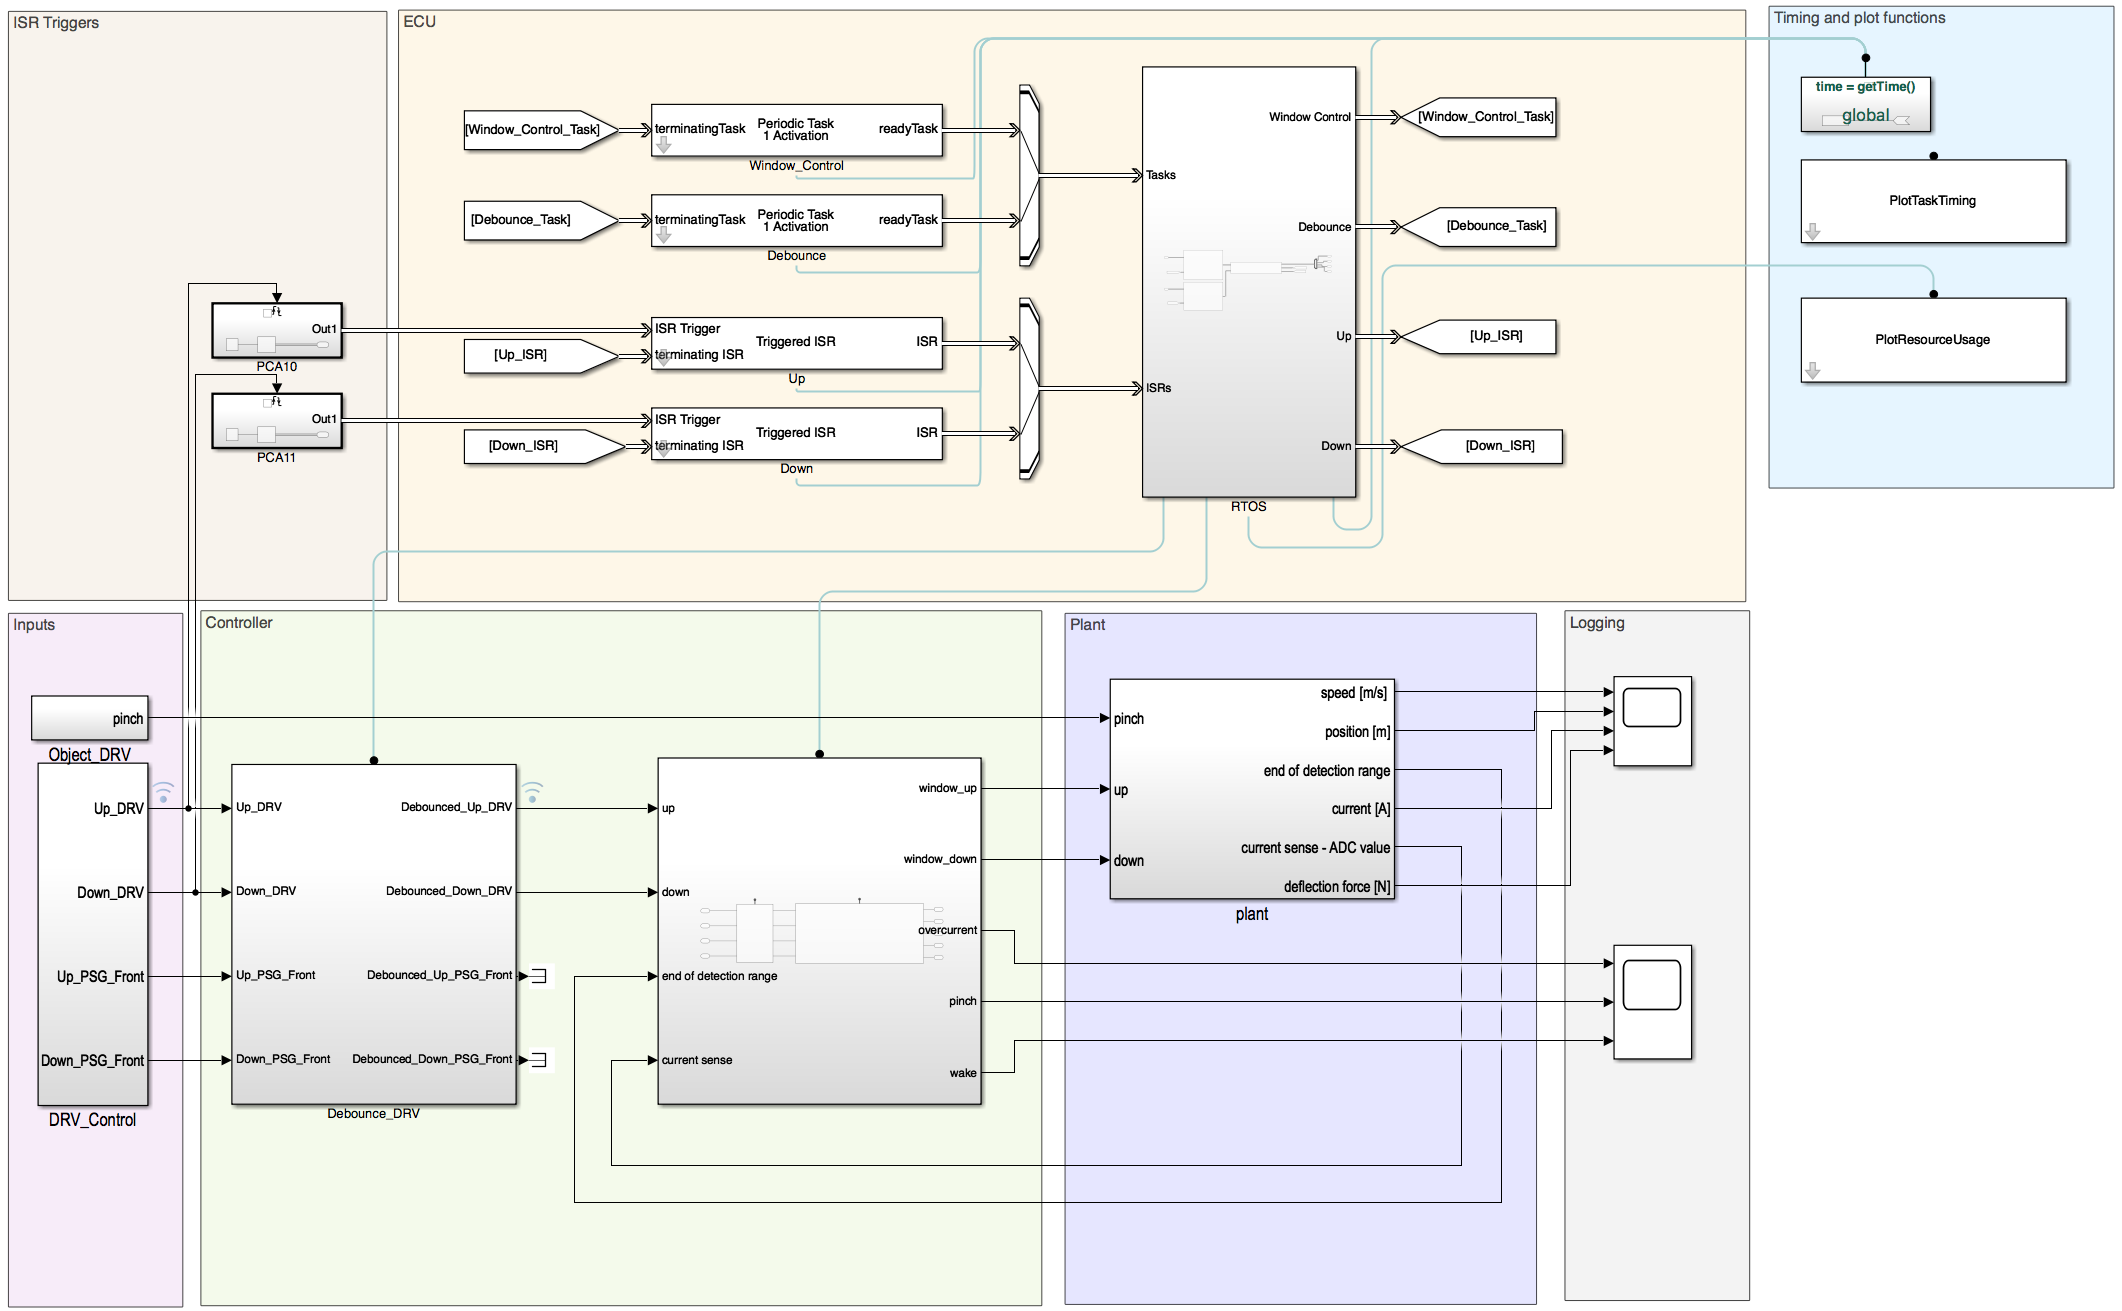 ISR Triggers
Out1
PCA10
Out1
PCA11
ECU
[Window_Control_Task]
terminatingTask
Periodic Task
1 Activation
readyTask
Window_Control
[Debounce_Task]
terminatingTask
Periodic Task
1 Activation
readyTask
Debounce
ISR Trigger
[Up_ISR]
terminating ISR
Triggered ISR
ISR
Up
ISR Trigger
[Down_ISR]
terminating ISR
Triggered ISR
ISR
Down
Tasks
ISRs
Window Control
Debounce
Up
Down
RTOS
[Window_Control_Task]
[Debounce_Task]
[Up_ISR]
[Down_ISR]
Timing and plot functions
time = getTime()
global
PlotTaskTiming
PlotResourceUsage
Inputs
pinch
Object_DRV
Up_DRV
Down_DRV
Up_PSG_Front
Down_PSG_Front
DRV_Control
Controller
Up_DRV
Down_DRV
Up_PSG_Front
Down_PSG_Front
Debounced_Up_DRV
Debounced_Down_DRV
Debounced_Up_PSG_Front
Debounced_Down_PSG_Front
Debounce_DRV
up
down
end of detection range
current sense
window_up
window_down
overcurrent
pinch
wake
Plant
pinch
up
down
speed [m/s]
position [m]
end of detection range
current [A]
current sense - ADC value
deflection force [N]
plant
Logging